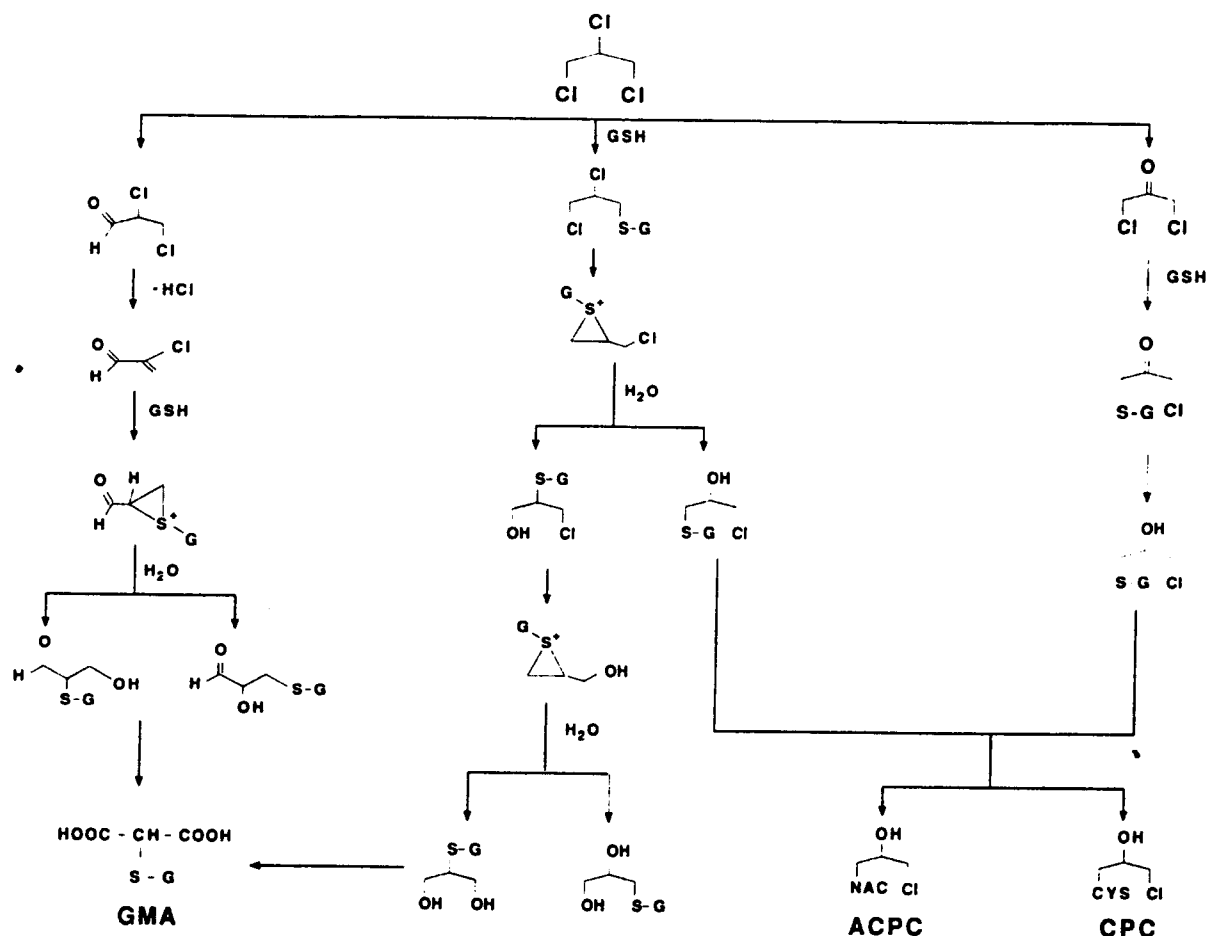 Cl
Cl Cl
GSH
O Cl
H Cl
Cl
Cl S-G
O
Cl Cl
-HCl
GSH
G
S+
Cl
O Cl
H
H2O
O
S-G Cl
GSH
O H
H S+
G
S-G
OH Cl
OH
S-G Cl
OH
S G Cl
H2O
O
H OH
S-G
O
H S-G
OH
G
S+
OH
H2O
HOOC - CH - COOH
S - G
GMA
S-G
OH OH
OH
OH S-G
OH
NAC Cl
ACPC
OH
CYS Cl
CPC